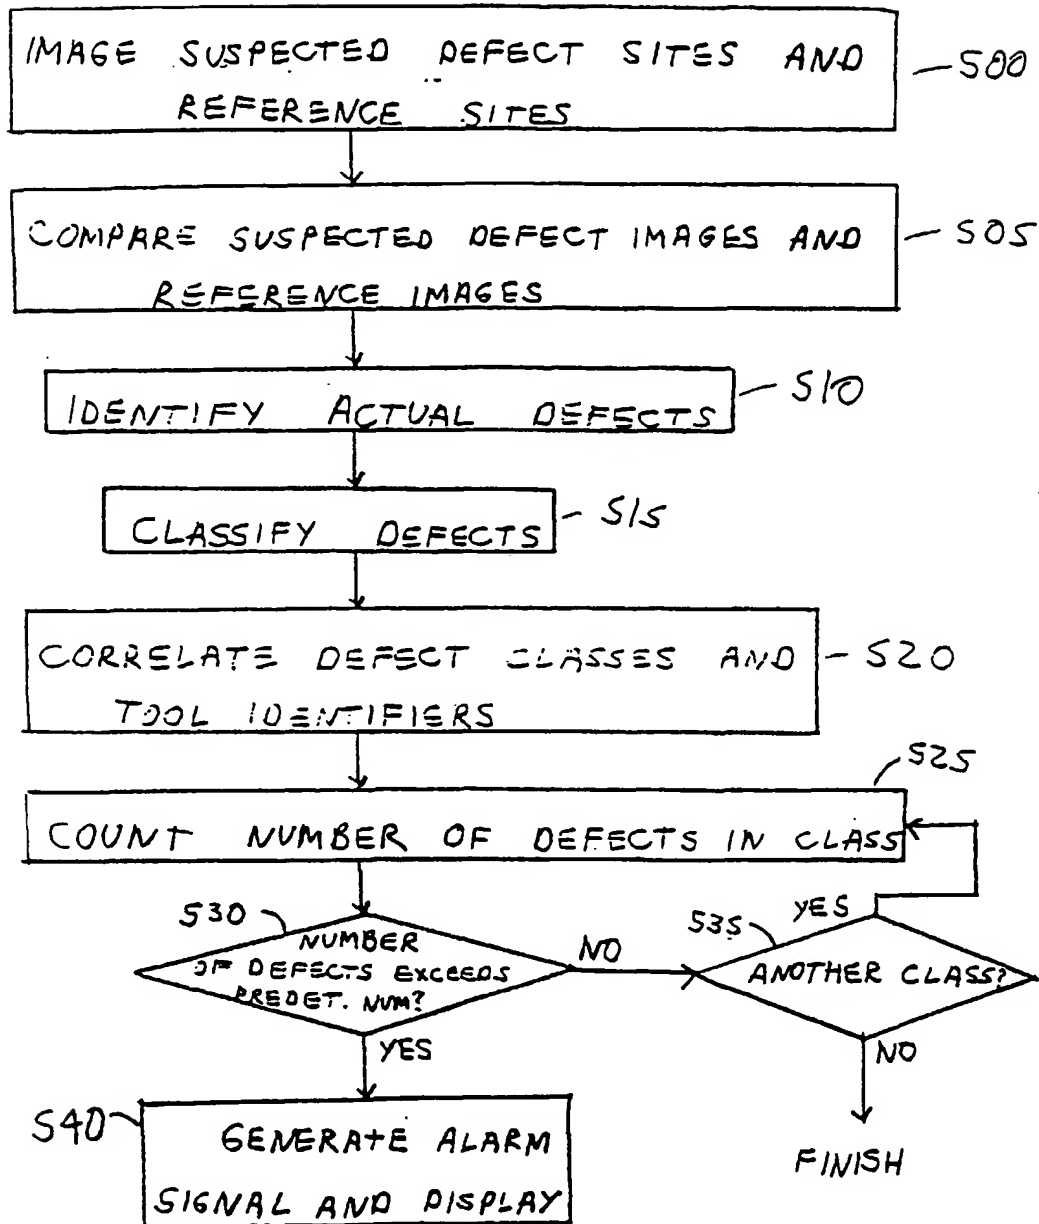 IMAGE SUSPECTED DEFECT SITES AND
REFERENCE SITES
500
COMPARE SUSPECTED DEFECT IMAGES AND
REFERENCE IMAGES
505
IDENTIFY ACTUAL DEFECTS
510
CLASSIFY DEFECTS
515
CORRELATE DEFECT CLASSES AND
TOOL IDENTIFIERS
520
525
COUNT NUMBER OF DEFECTS IN CLASS
530
NUMBER
OF DEFECTS EXCEEDS
PREDET. NUM?
NO
535
YES
ANOTHER CLASS?
YES
NO
540
GENERATE ALARM
SIGNAL AND DISPLAY
FINISH